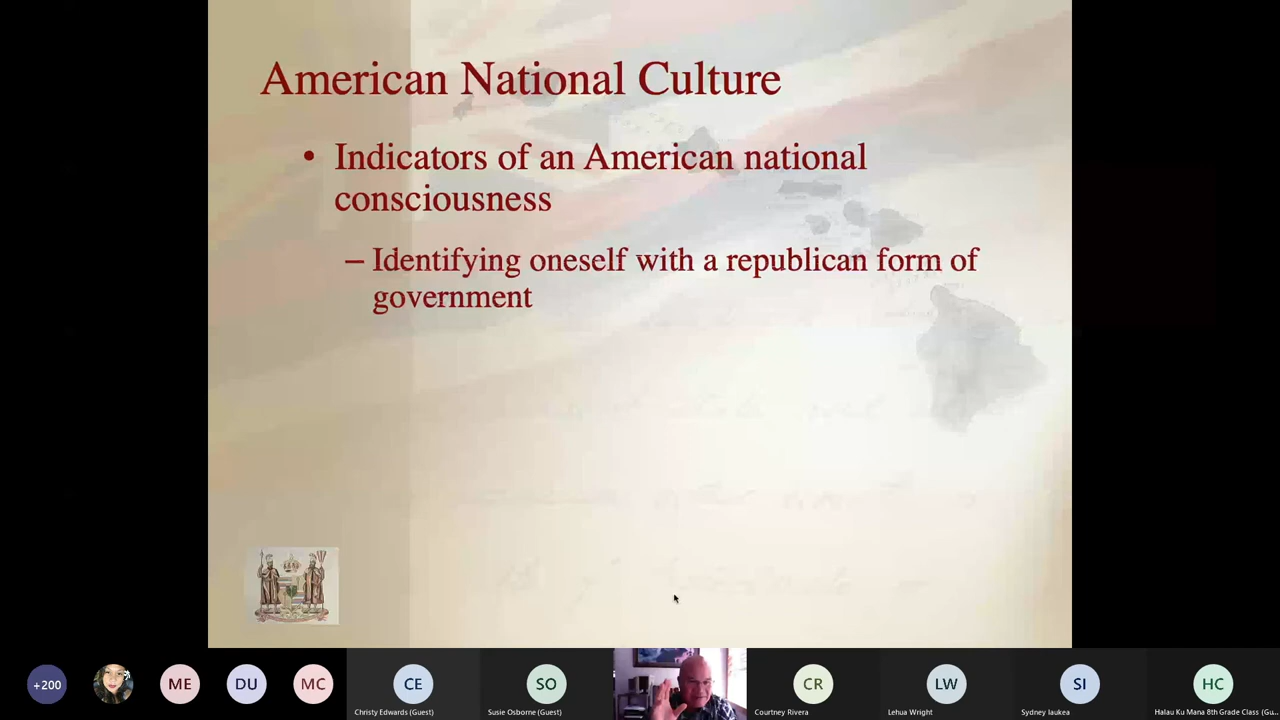 American National Culture
• Indicators of an American national
consciousness
– Identifying oneself with a republican form of
government
+200
ME
DU
MC
CE
SO
CR
LW
SI
HC
Christy Edwards (Guest)
Susie Osborne (Guest)
Courtney Rivera
Lehua Wright
Sydney Iaukea
Halau Ku Mana 8th Grade Class (Gu...